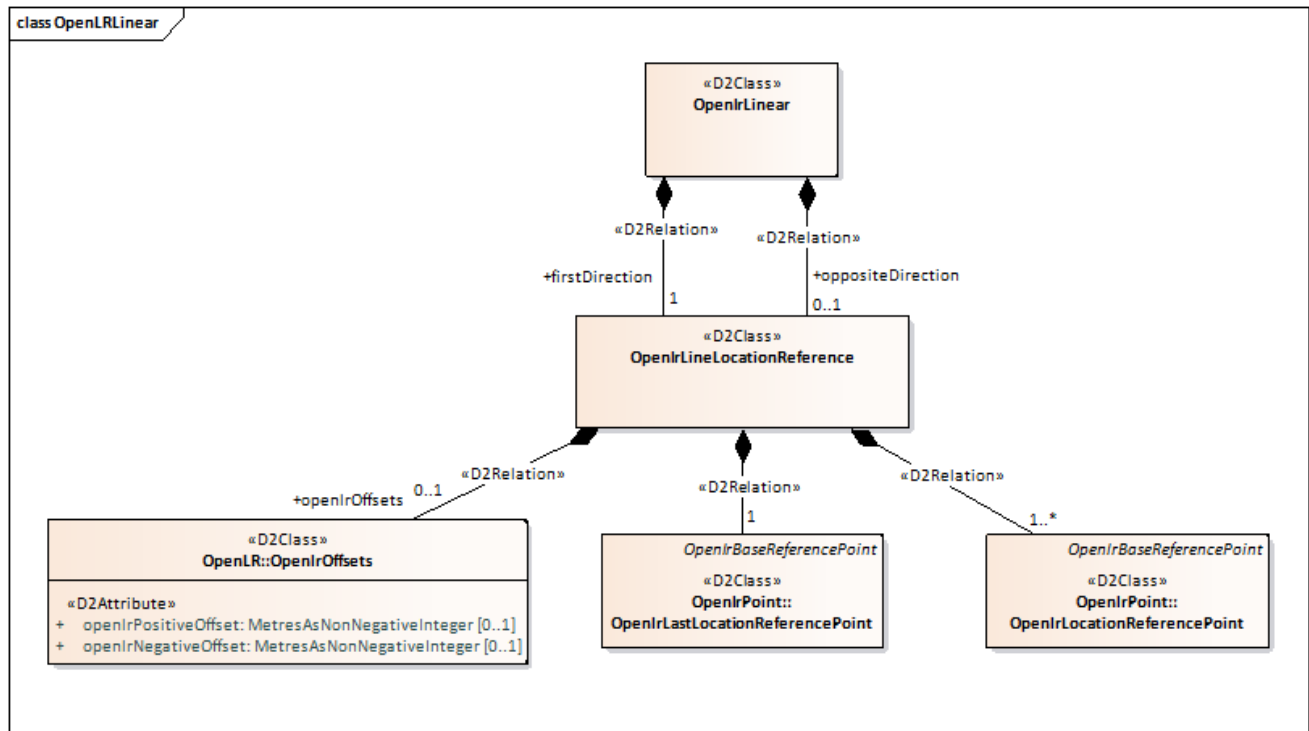 class OpenLRLinear
«D2Class»
OpenlrLinear
«D2Relation»
«D2Relation»
+firstDirection
+oppositeDirection
1
0..1
«D2Class»
OpenlrLineLocationReference
«D2Relation»
«D2Relation»
«D2Relation»
+openlrOffsets
0..1
1
1..*
«D2Class»
OpenLR::OpenlrOffsets
«D2Attribute»
+ openlrPositiveOffset: MetresAsNonNegativeInteger [0..1]
+ openlrNegativeOffset: MetresAsNonNegativeInteger [0..1]
OpenlrBaseReferencePoint
«D2Class»
OpenlrPoint::
OpenlrLastLocationReferencePoint
OpenlrBaseReferencePoint
«D2Class»
OpenlrPoint::
OpenlrLocationReferencePoint